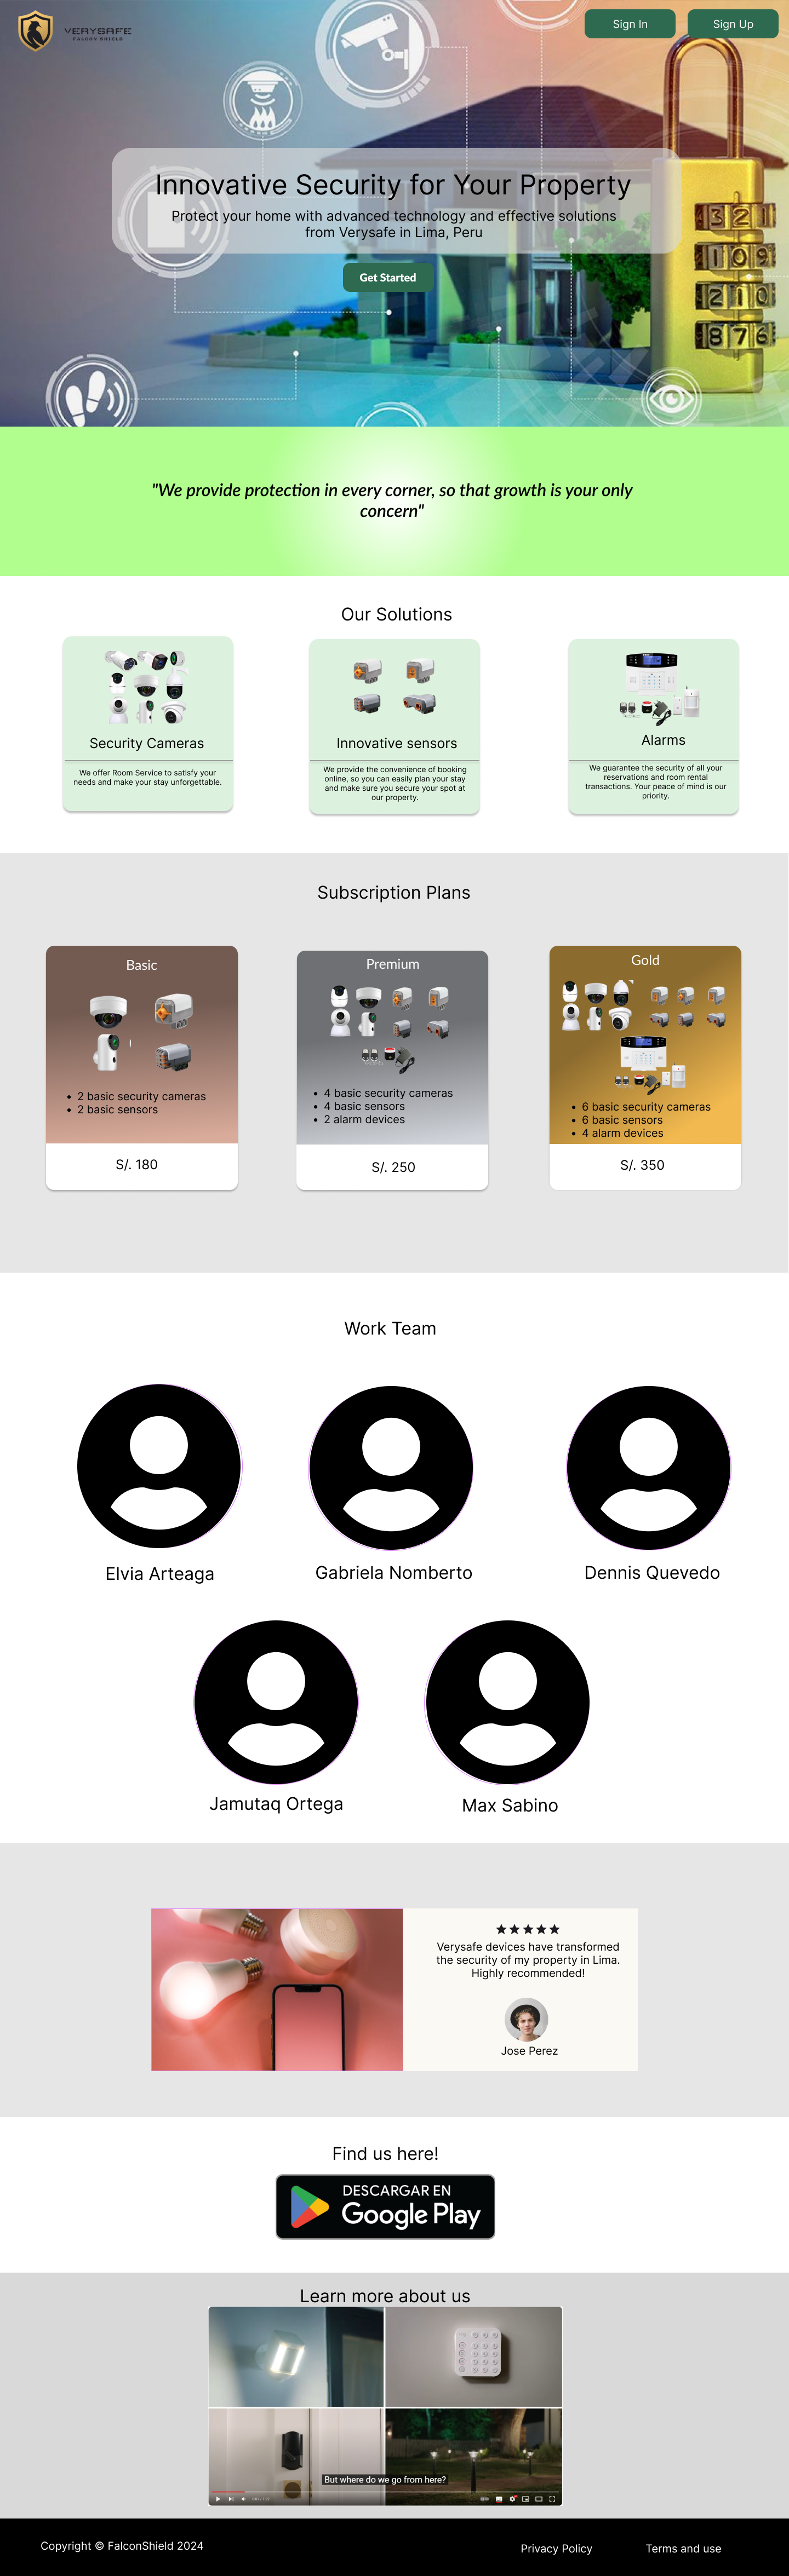 VERYSAFE
FALCON SHIELD
Sign In
Sign Up
Innovative Security for Your Property
Protect your home with advanced technology and effective solutions
from Verysafe in Lima, Peru
Get Started
3 2 1
1 0 9
2 1 0
8 7 6
"We provide protection in every corner, so that growth is your only
concern"
Our Solutions
Security Cameras
We offer Room Service to satisfy your
needs and make your stay unforgettable.
Innovative sensors
We provide the convenience of booking
online, so you can easily plan your stay
and make sure you secure your spot at
our property.
Alarms
We guarantee the security of all your
reservations and room rental
transactions. Your peace of mind is our
priority.
Subscription Plans
Basic
• 2 basic security cameras
• 2 basic sensors
S/. 180
Premium
• 4 basic security cameras
• 4 basic sensors
• 2 alarm devices
S/. 250
Gold
• 6 basic security cameras
• 6 basic sensors
• 4 alarm devices
S/. 350
Work Team
Elvia Arteaga
Gabriela Nomberto
Dennis Quevedo
Jamutaq Ortega
Max Sabino
Verysafe devices have transformed
the security of my property in Lima.
Highly recommended!
Jose Perez
Find us here!
DESCARGAR EN
Google Play
Learn more about us
But where do we go from here?
Copyright © FalconShield 2024
Privacy Policy
Terms and use